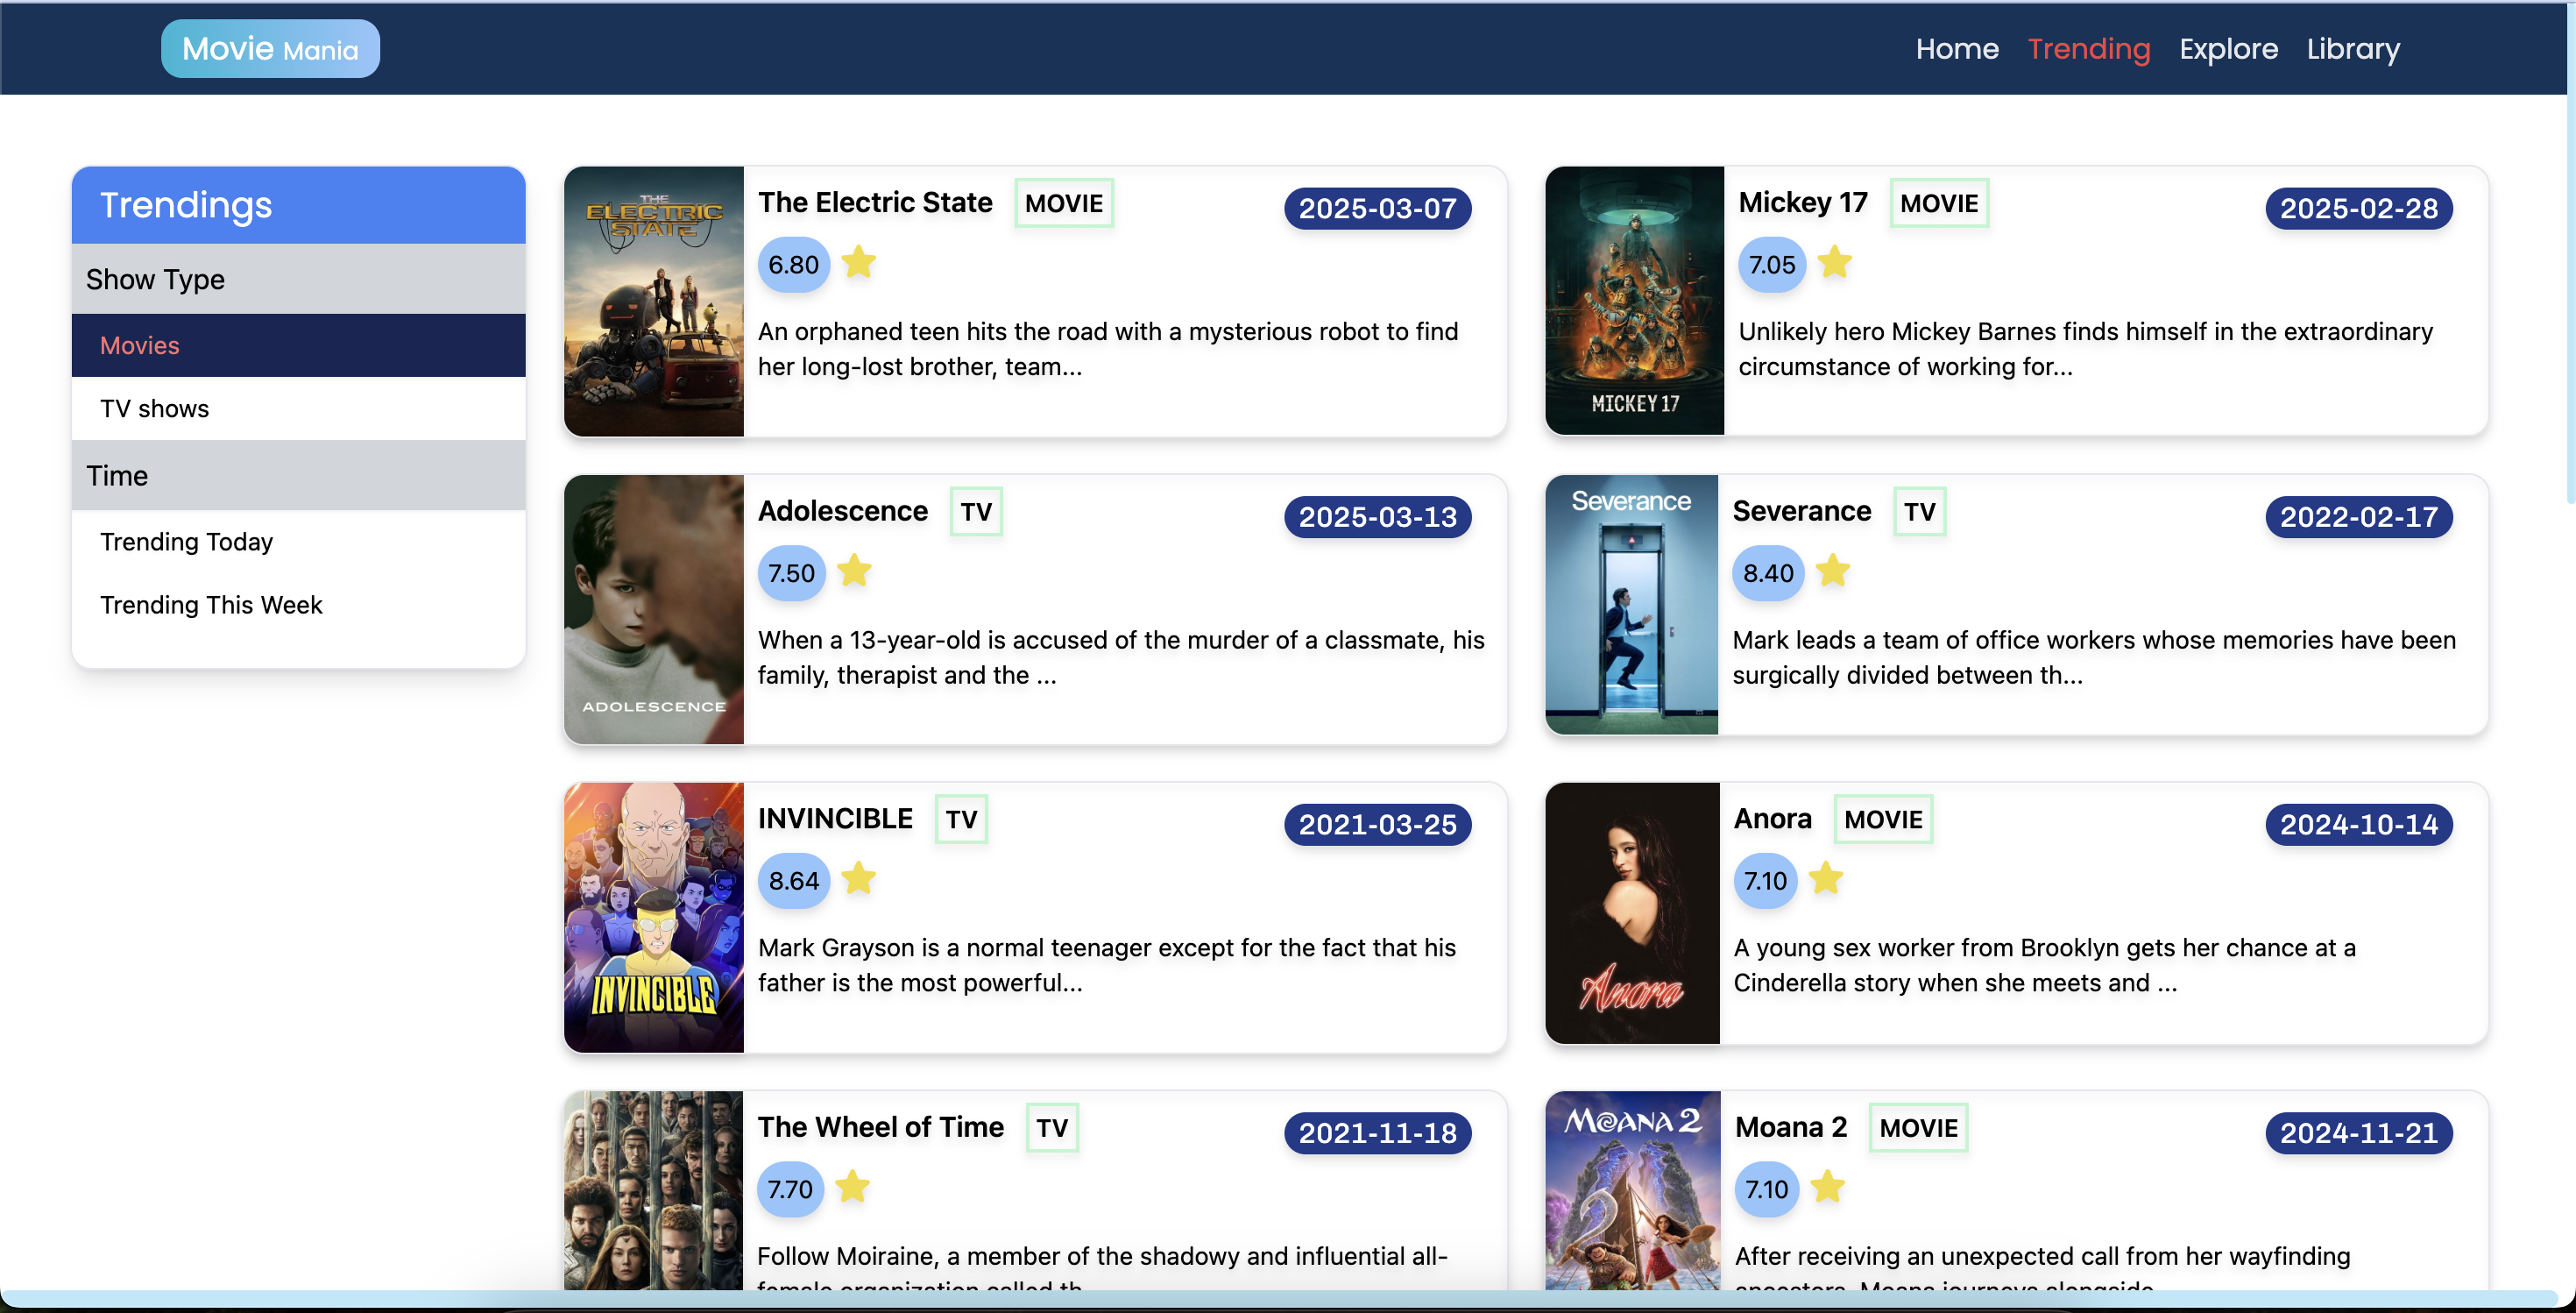 Movie Mania
Home Trending Explore Library
Trendings
Show Type
Movies
TV shows
Time
Trending Today
Trending This Week
THE
ELECTRIC
STATE
The Electric State MOVIE 2025-03-07
6.80
An orphaned teen hits the road with a mysterious robot to find
her long-lost brother, team...
MICKEY 17
Mickey 17 MOVIE 2025-02-28
7.05
Unlikely hero Mickey Barnes finds himself in the extraordinary
circumstance of working for...
ADOLESCENCE
Adolescence TV 2025-03-13
7.50
When a 13-year-old is accused of the murder of a classmate, his
family, therapist and the ...
Severance
Severance TV 2022-02-17
8.40
Mark leads a team of office workers whose memories have been
surgically divided between th...
INVINCIBLE
INVINCIBLE TV 2021-03-25
8.64
Mark Grayson is a normal teenager except for the fact that his
father is the most powerful...
Anora
Anora MOVIE 2024-10-14
7.10
A young sex worker from Brooklyn gets her chance at a
Cinderella story when she meets and ...
The Wheel of Time TV 2021-11-18
7.70
Follow Moiraine, a member of the shadowy and influential all-
female organization called th...
MOANA 2
Moana 2 MOVIE 2024-11-21
7.10
After receiving an unexpected call from her wayfinding
ancestors, Moana journeys alongside...